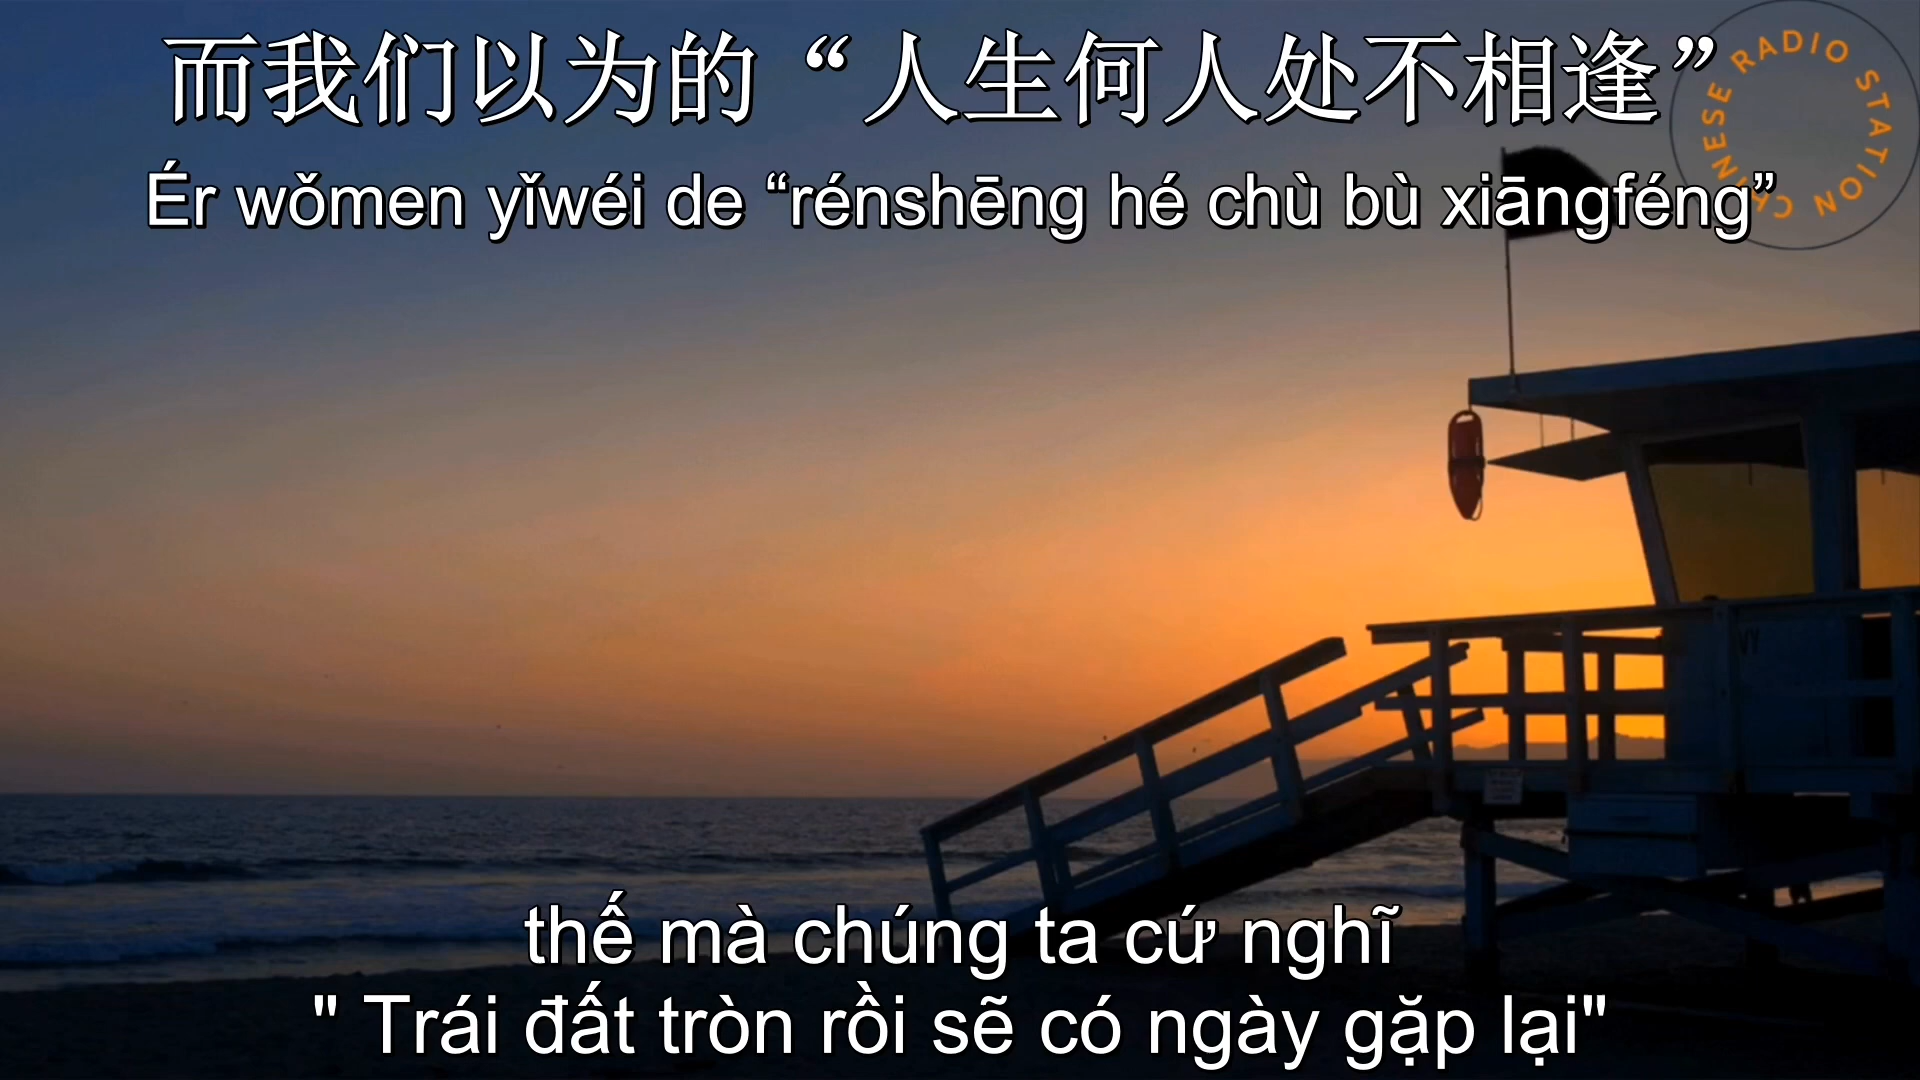 而我们以为的“人生何人处不相逢”
Ér wǒmen yǐwéi de “rénshēng hé chù bù xiāngféng”
CHINESE RADIO STATION
thế mà chúng ta cứ nghĩ
" Trái đất tròn rồi sẽ có ngày gặp lại"